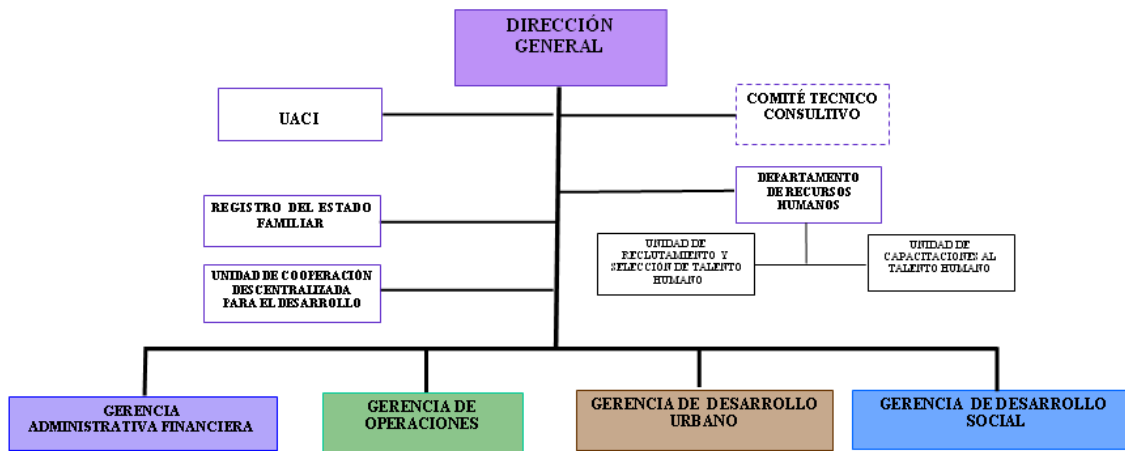 DIRECCIÓN
GENERAL
UACI
COMITÉ TECNICO
CONSULTIVO
DEPARTAMENTO
DE RECURSOS
HUMANOS
REGISTRO DEL ESTADO
FAMILIAR
UNIDAD DE
RECLUTAMIENTO Y
SELECCIÓN DE TALENTO
HUMANO
UNIDAD DE
CAPACITACIONES AL
TALENTO HUMANO
UNIDAD DE COOPERACIÓN
DESCENTRALIZADA
PARA EL DESARROLLO
GERENCIA
ADMINISTRATIVA FINANCIERA
GERENCIA DE
OPERACIONES
GERENCIA DE DESARROLLO
URBANO
GERENCIA DE DESARROLLO
SOCIAL